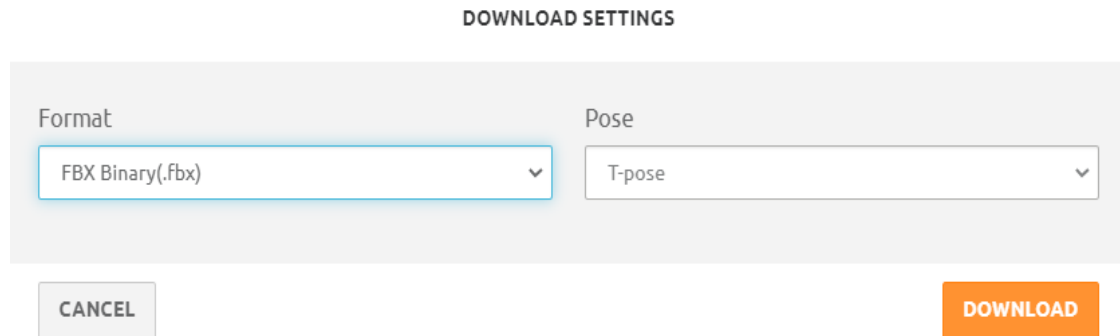 DOWNLOAD SETTINGS
Format
Pose
FBX Binary(.fbx)
T-pose
CANCEL
DOWNLOAD